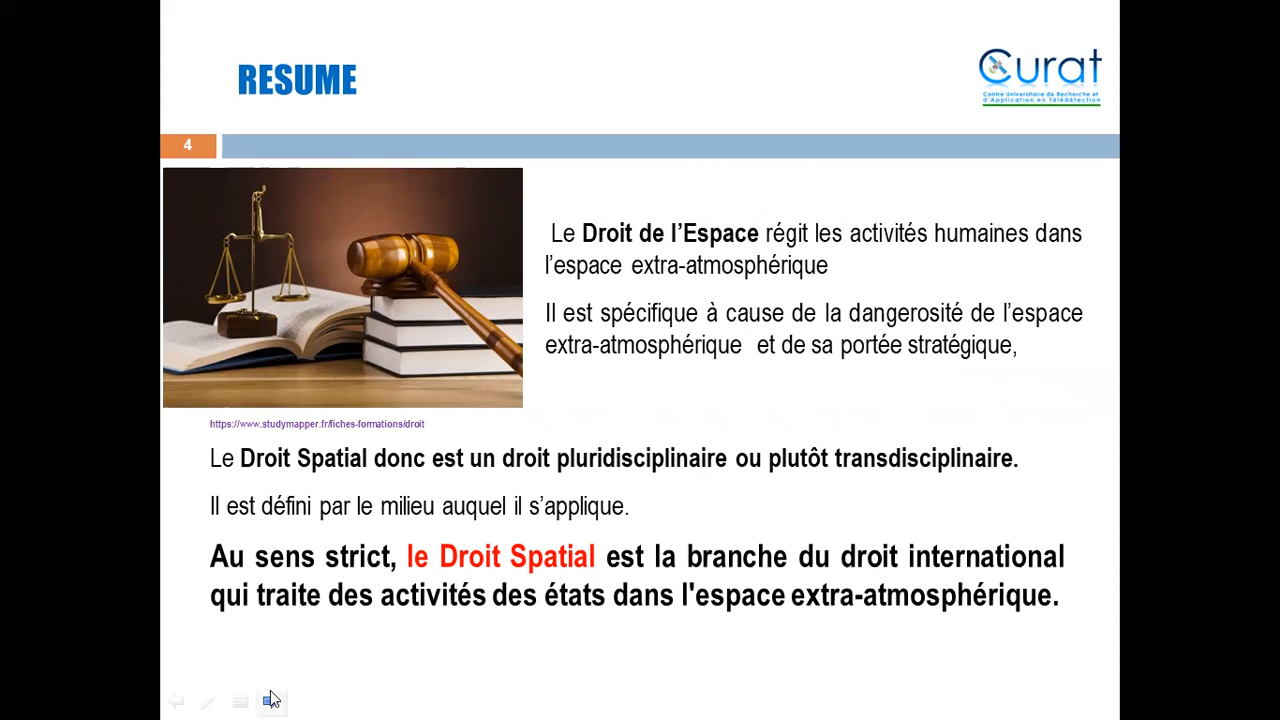 RESUME
Curat
Centre Universitaire de Recherche et
d'Application en Télédétection
4
Le Droit de l’Espace régit les activités humaines dans
l’espace extra-atmosphérique
Il est spécifique à cause de la dangerosité de l’espace
extra-atmosphérique et de sa portée stratégique,
https://www.studymapper.fr/fiches-formations/droit
Le Droit Spatial donc est un droit pluridisciplinaire ou plutôt transdisciplinaire.
Il est défini par le milieu auquel il s’applique.
Au sens strict, le Droit Spatial est la branche du droit international
qui traite des activités des états dans l'espace extra-atmosphérique.